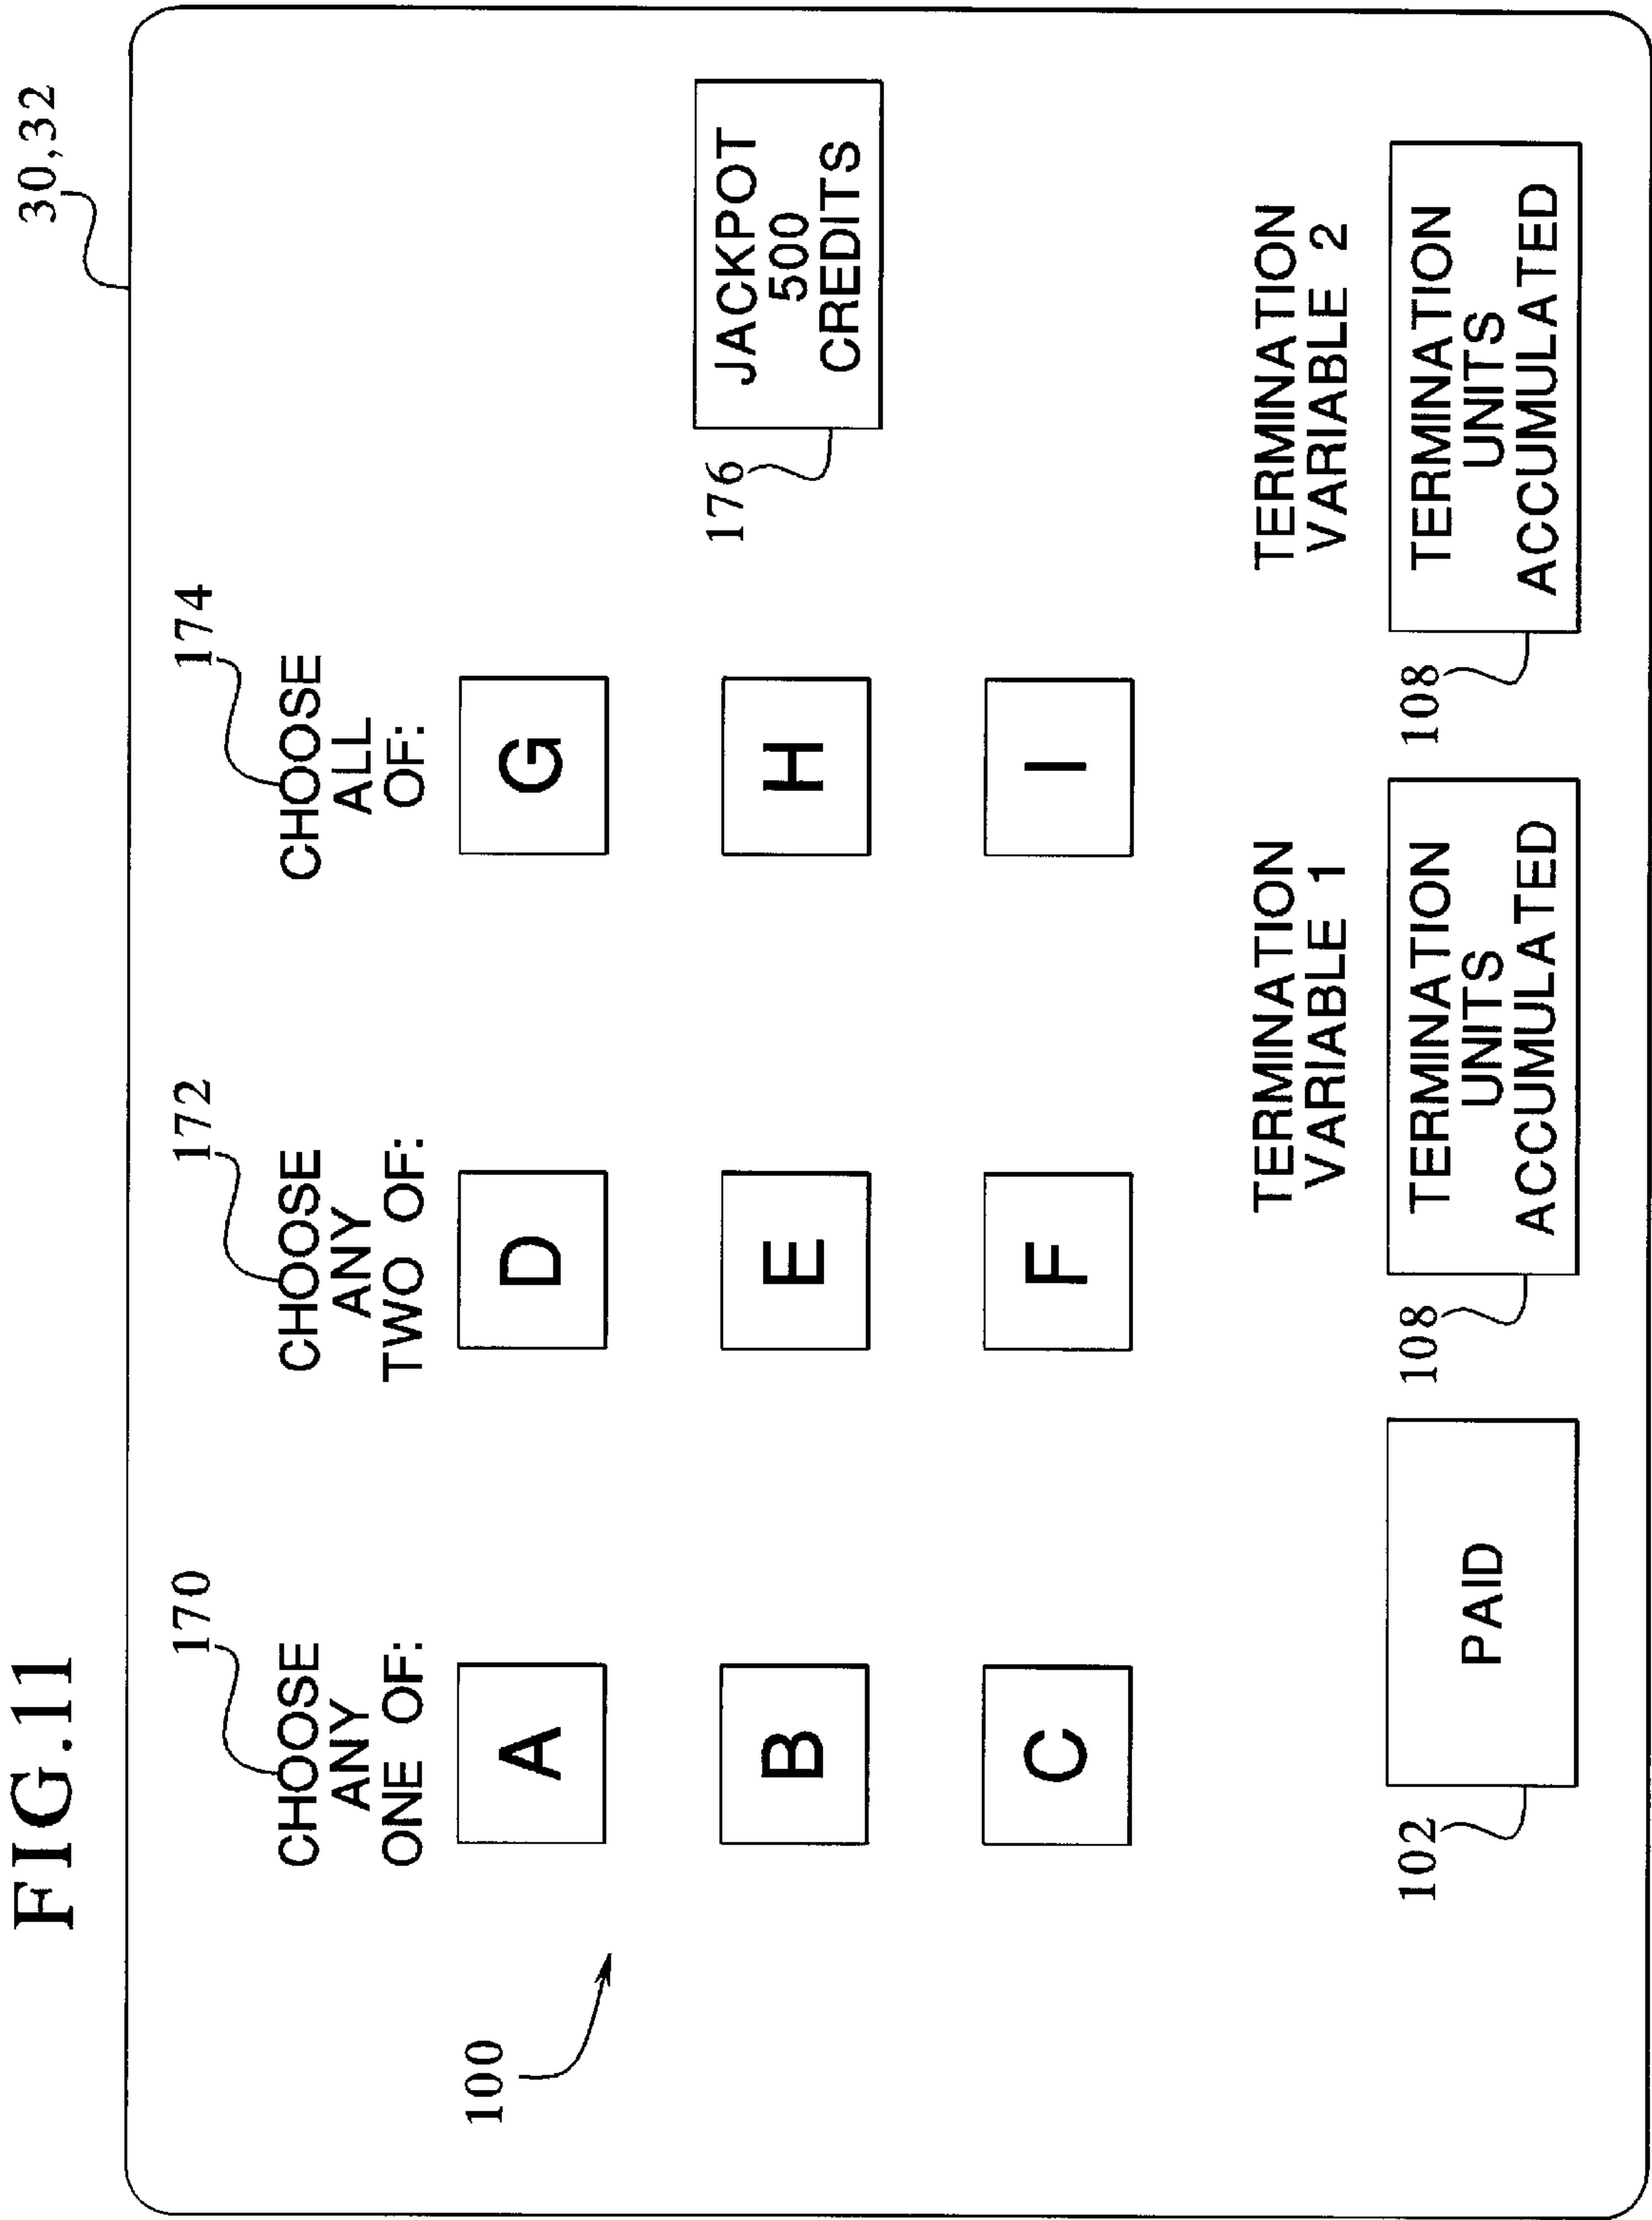 FIG.11
30,32
170
CHOOSE
ANY
ONE OF:
172
CHOOSE
ANY
TWO OF:
174
CHOOSE
ALL
OF:
100
A
D
G
B
E
H
176
JACKPOT
500
CREDITS
C
F
I
TERMINATION
VARIABLE 1
TERMINATION
VARIABLE 2
102
PAID
108
TERMINATION
UNITS
ACCUMULATED
108
TERMINATION
UNITS
ACCUMULATED